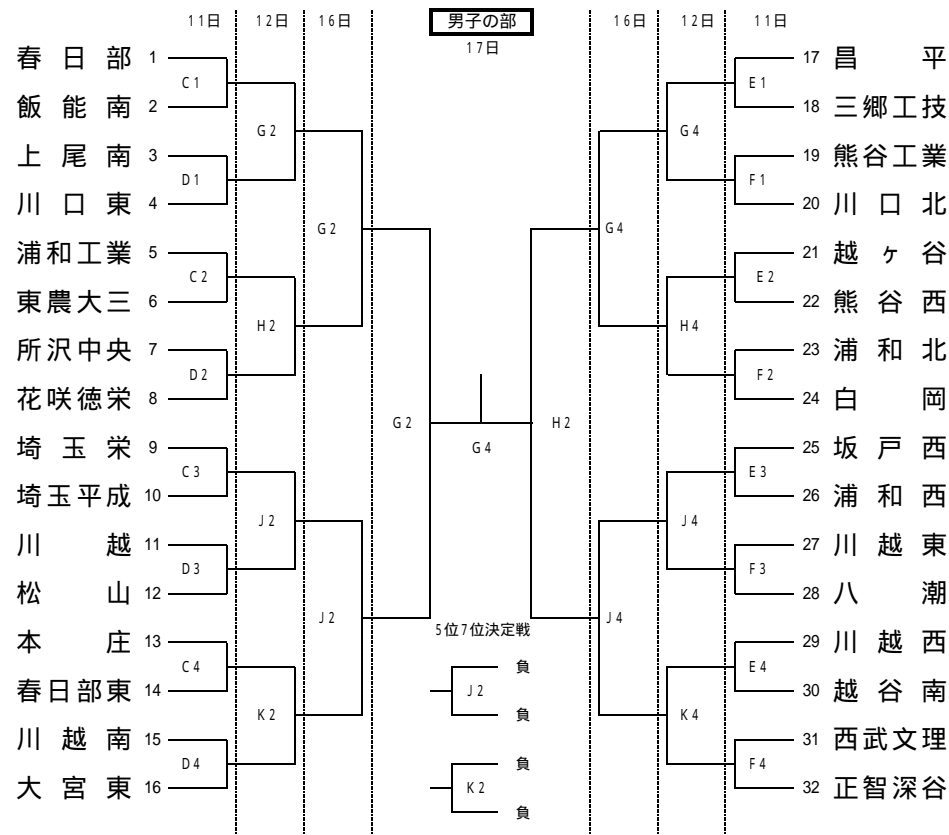 11日 12日 16日 男子の部 16日 12日 11日
17日
春日部 1 17 昌平
C1 E1
飯能南 2 18 三郷工技
G2 G4
上尾南 3 19 熊谷工業
D1 F1
川口東 4 20 川口北
G2 G4
浦和工業 5 21 越ヶ谷
C2 E2
東農大三 6 22 熊谷西
H2 H4
所沢中央 7 23 浦和北
D2 F2
花咲徳栄 8 24 白岡
G2 G4 H2
埼玉栄 9 25 坂戸西
C3 E3
埼玉平成 10 26 浦和西
J2 J4
川越 11 27 川越東
D3 F3
松山 12 28 八潮
J2 J4
5位7位決定戦
本庄 13 29 川越西
C4 負 E4
春日部東 14 J2 30 越谷南
K2 負 K4
川越南 15 31 西武文理
D4 負 F4
大宮東 16 K2 32 正智深谷
負